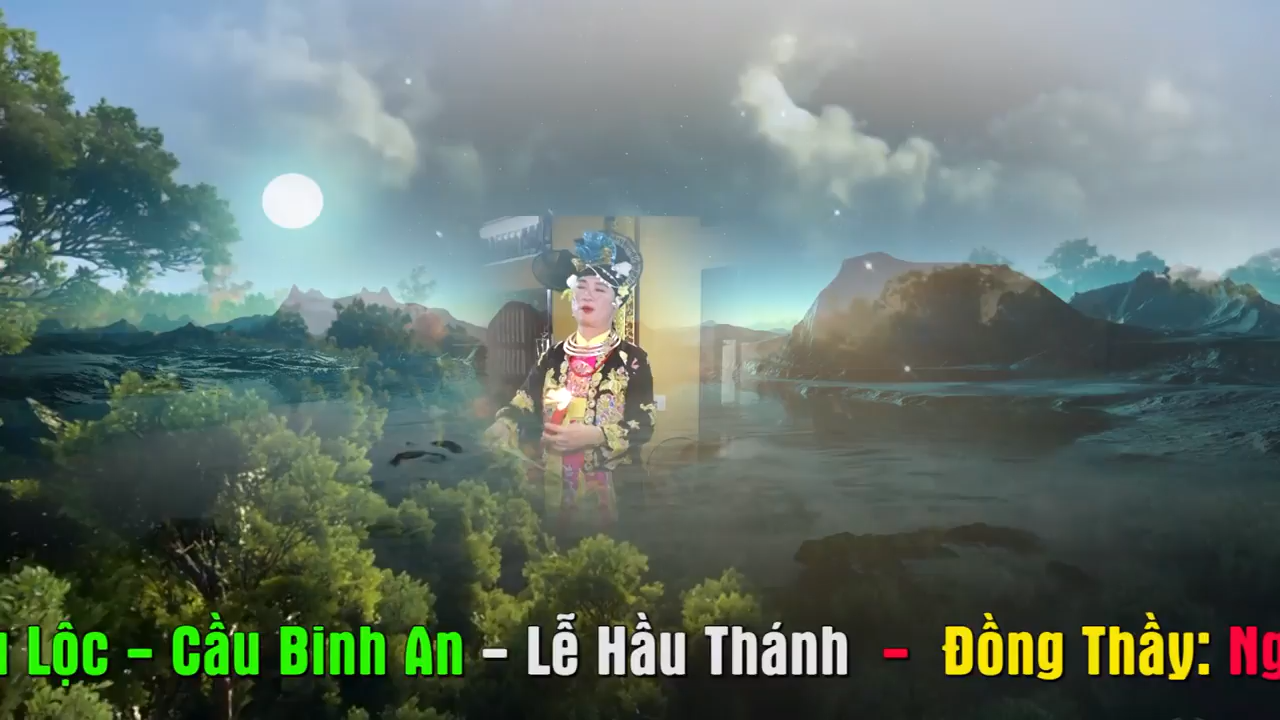 Lộc - Cầu Bình An - Lễ Hầu Thánh - Đồng Thầy: